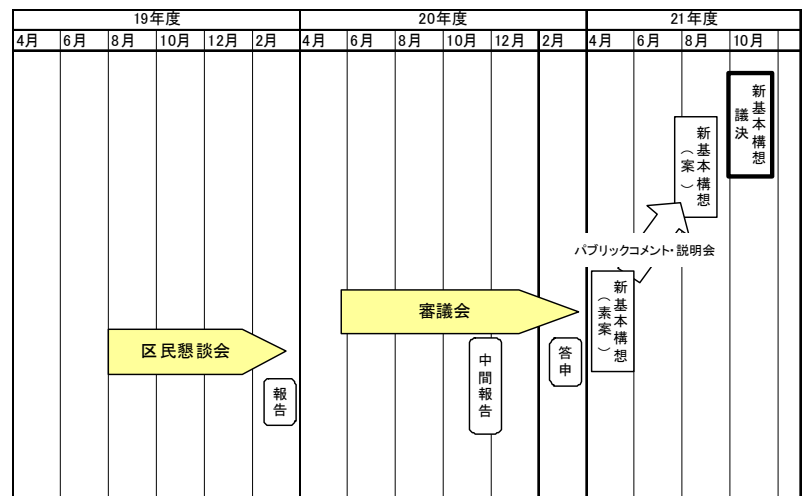 19年度 20年度 21年度
4月 6月 8月 10月 12月 2月 4月 6月 8月 10月 12月 2月 4月 6月 8月 10月
新基本構想
議決
新基本構想
（案）
パブリックコメント・説明会
新基本構想
（素案）
審議会
区民懇談会
中間報告
答申
報告